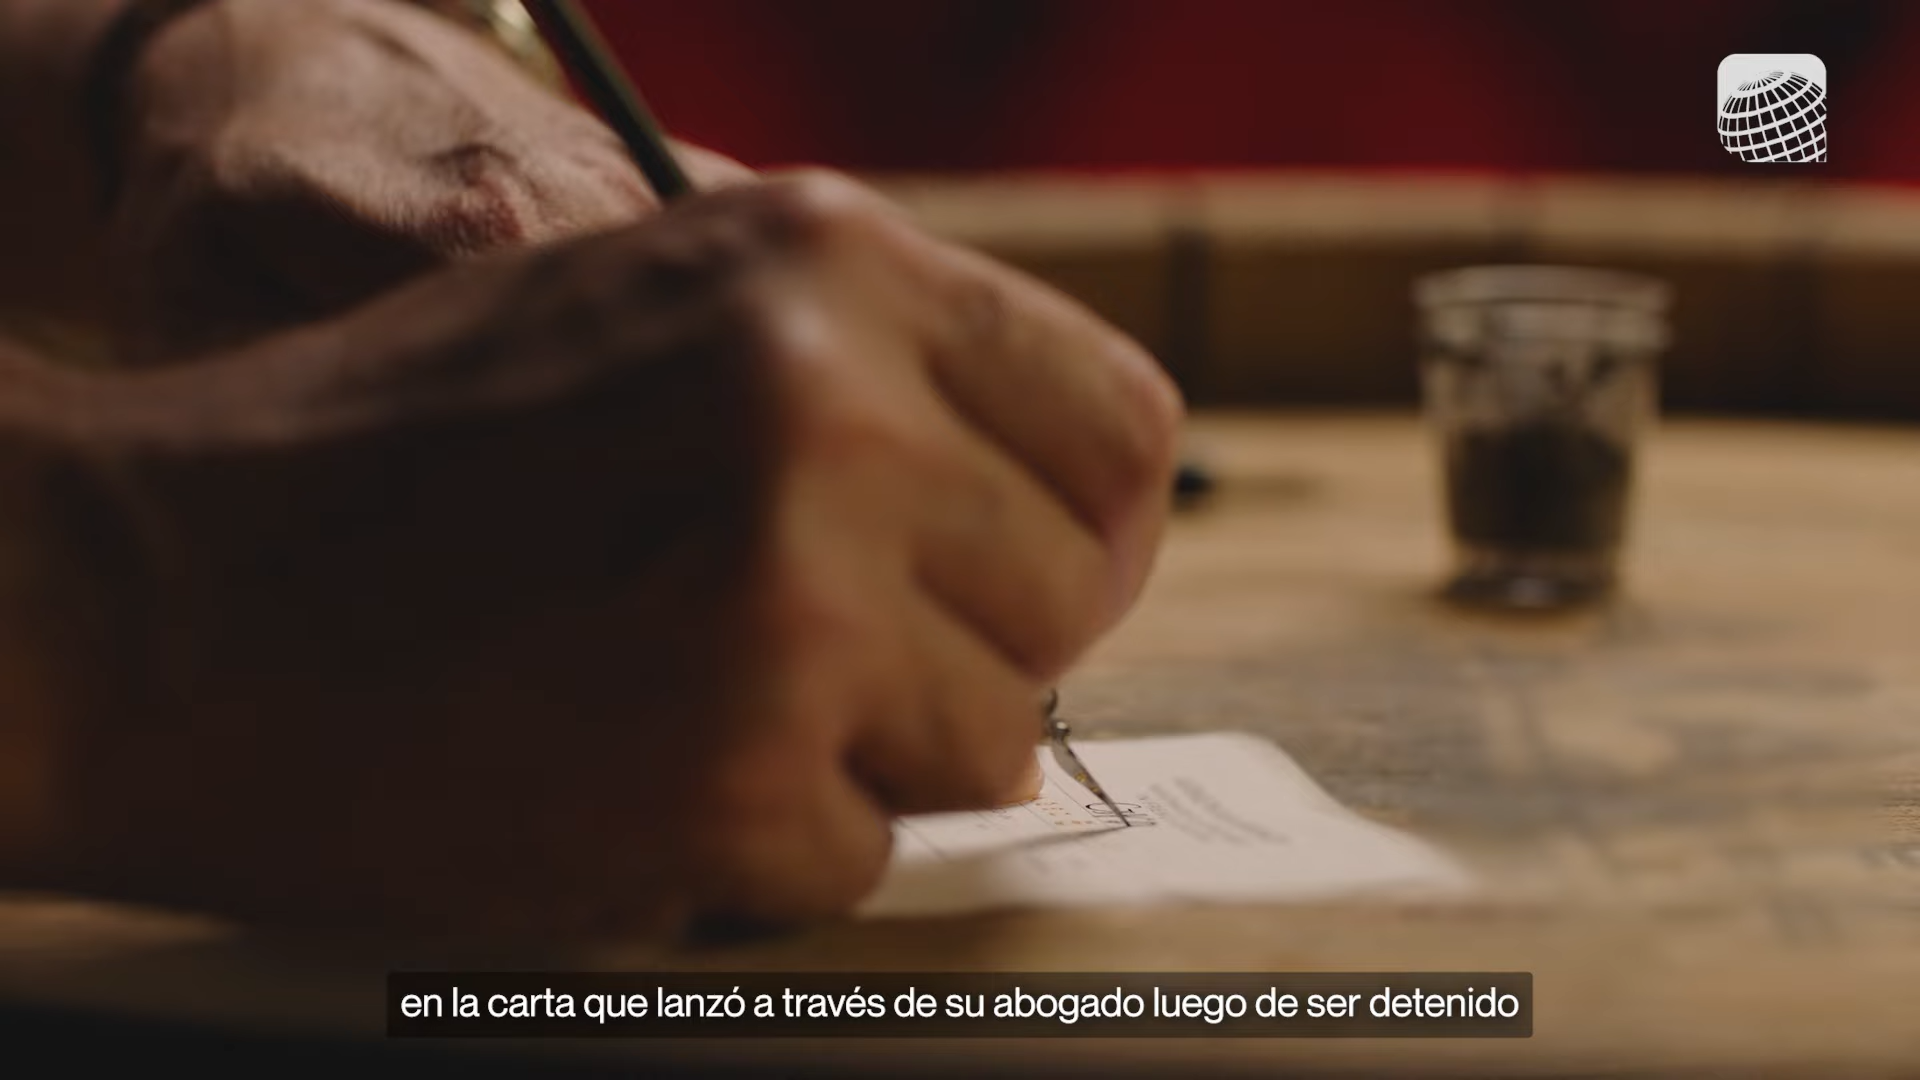 en la carta que lanzó a través de su abogado luego de ser detenido